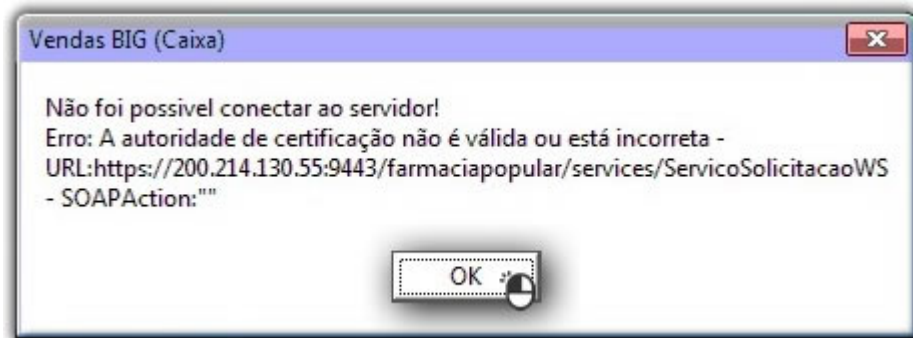 Vendas BIG (Caixa)
Não foi possivel conectar ao servidor!
Erro: A autoridade de certificação não é válida ou está incorreta -
URL:https://200.214.130.55:9443/farmaciapopular/services/ServicoSolicitacaoWS
- SOAPAction:""
OK